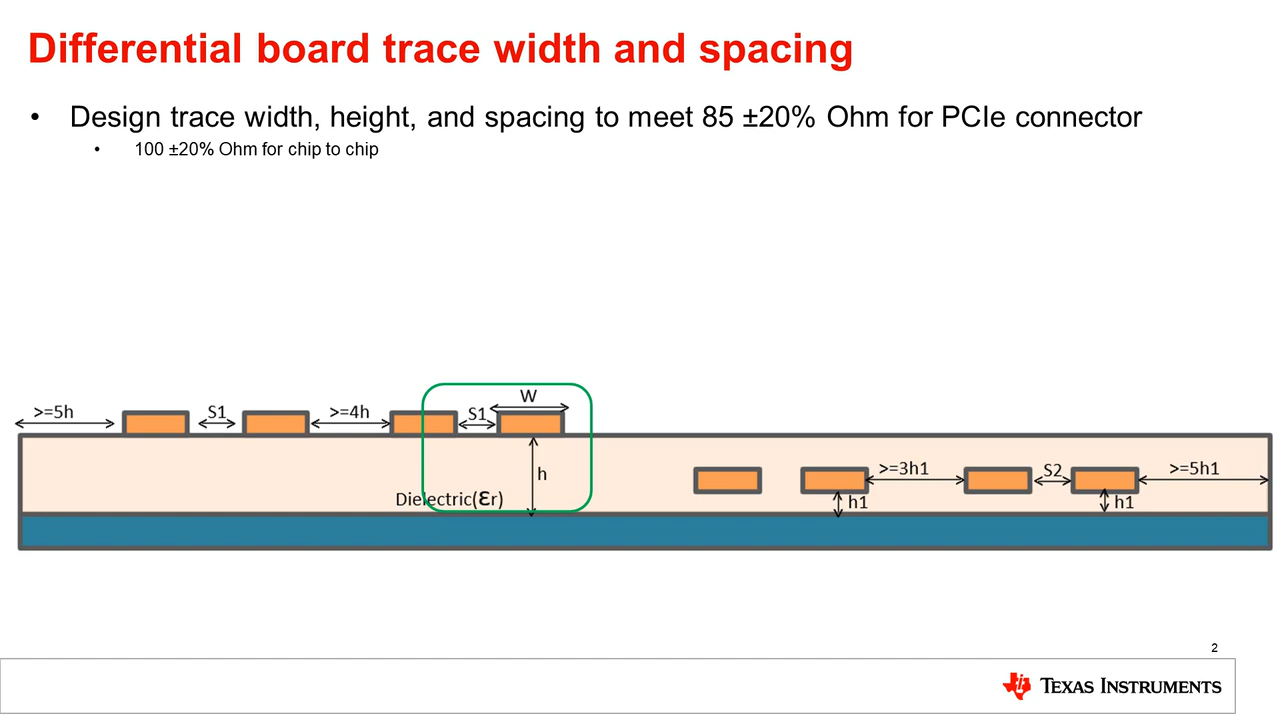 Differential board trace width and spacing
• Design trace width, height, and spacing to meet 85 ±20% Ohm for PCIe connector
• 100 ±20% Ohm for chip to chip
W
>=5h S1 >=4h S1
h
Dielectric(Ɛr)
>=3h1 S2 >=5h1
h1 h1
2
TEXAS INSTRUMENTS